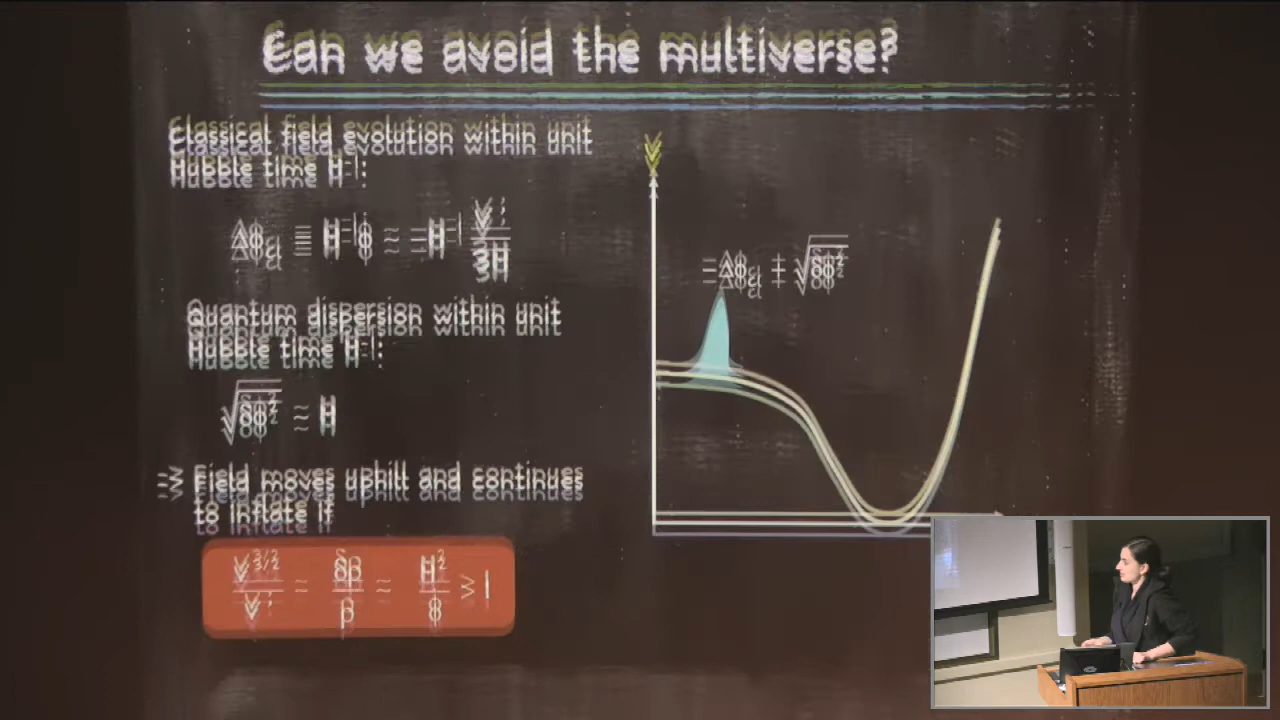 Can we avoid the multiverse?
Classical field evolution within unit
Hubble time H⁻¹:
Δϕ_cl ≡ H⁻¹ϕ̇ ≈ −H⁻¹ V'/3H
Quantum dispersion within unit
Hubble time H⁻¹:
√δϕ² ≈ H
⇒ Field moves uphill and continues
to inflate if
V^3/2 / V' ≈ δρ/ρ ≈ H²/ϕ̇ > 1
V
−Δϕ_cl + √δϕ²